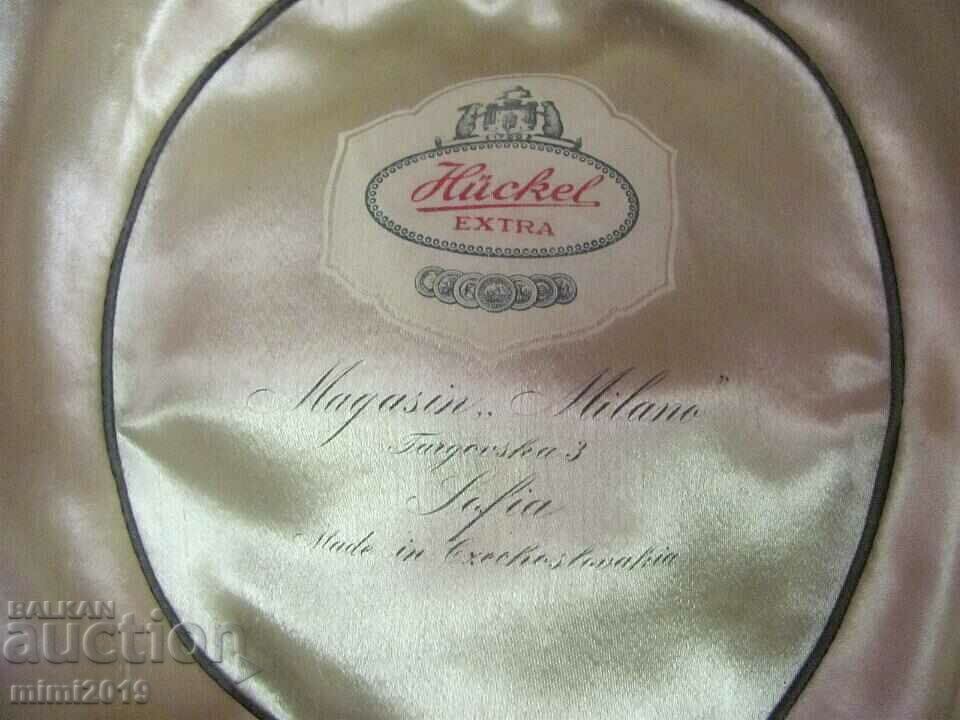 Hückel
EXTRA
Magasin „Milano”
Targovska 3
Sofia
Made in Czechoslovakia
BALKAN
auction
mimi2019